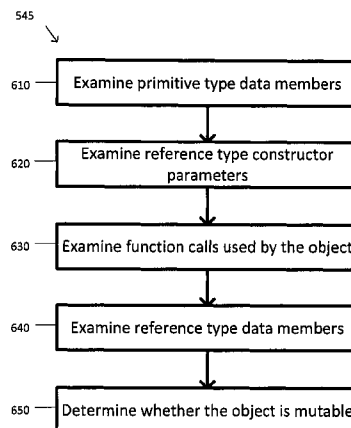 545
610
Examine primitive type data members
620
Examine reference type constructor
parameters
630
Examine function calls used by the object
640
Examine reference type data members
650
Determine whether the object is mutable